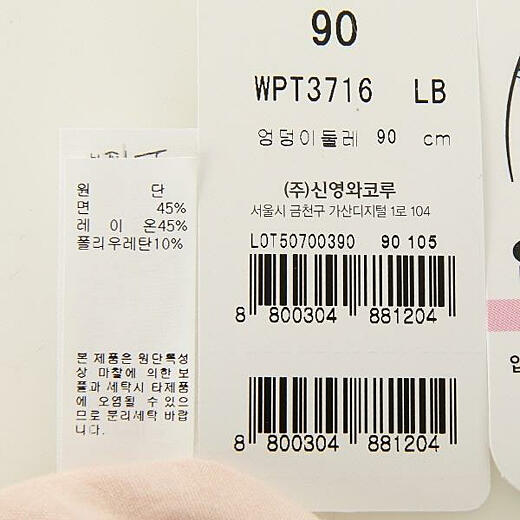 90
WPT3716 LB
엉덩이둘레 90 cm
(주)신영와코루
서울시 금천구 가산디지털 1로 104
LOT50700390 90 105
8 800304 881204
8 800304 881204
원 단
면 45%
레 이 온45%
폴리우레탄10%
본 제품은 원단특성
상 마찰에 의한 보
플과 세탁시 타제품
에 오염될 수 있으
므로 분리세탁 바랍
니다.